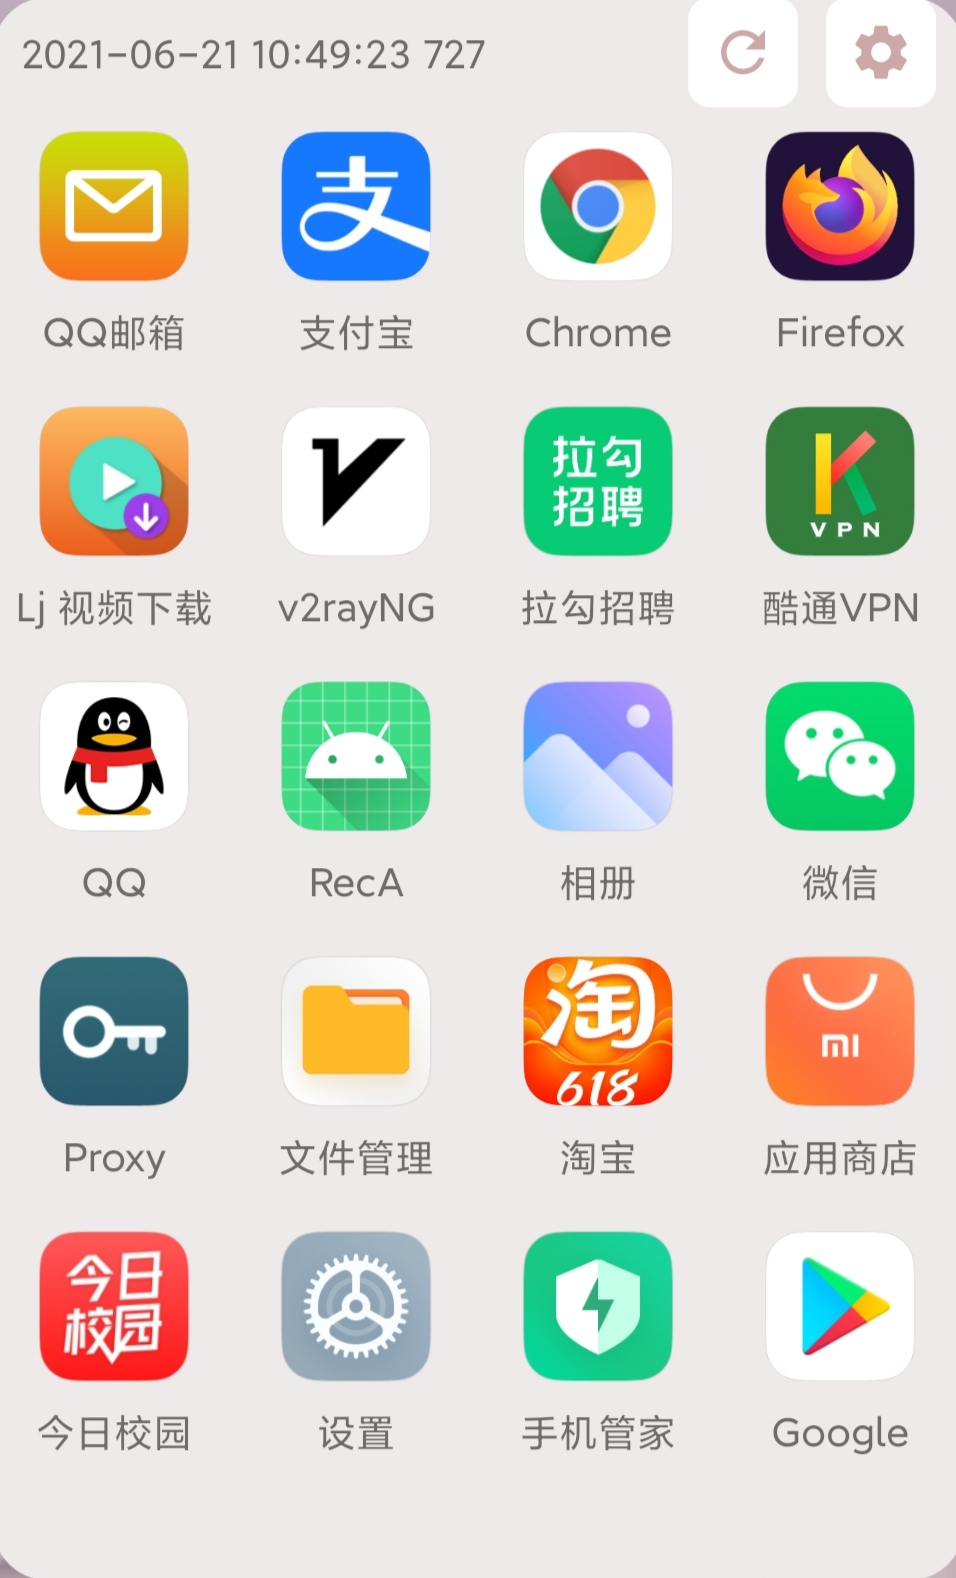 2021-06-21 10:49:23 727
QQ邮箱
支
支付宝
Chrome
Firefox
Lj 视频下载
v2rayNG
拉勾
招聘
拉勾招聘
K
VPN
酷通VPN
QQ
RecA
相册
微信
Proxy
文件管理
淘
618
淘宝
mi
应用商店
今日
校园
今日校园
设置
手机管家
Google